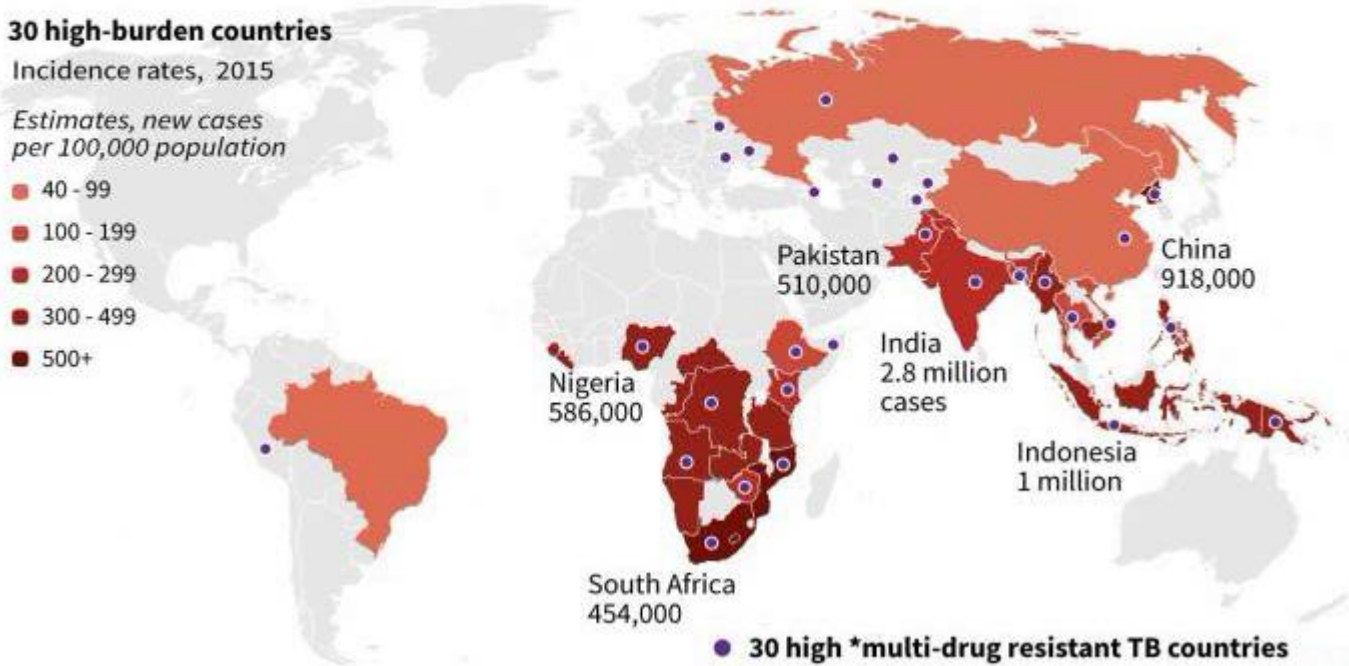 30 high-burden countries
Incidence rates, 2015
Estimates, new cases
per 100,000 population
40 - 99
100 - 199
200 - 299
300 - 499
500+
Pakistan
510,000
China
918,000
India
2.8 million
cases
Nigeria
586,000
Indonesia
1 million
South Africa
454,000
30 high *multi-drug resistant TB countries